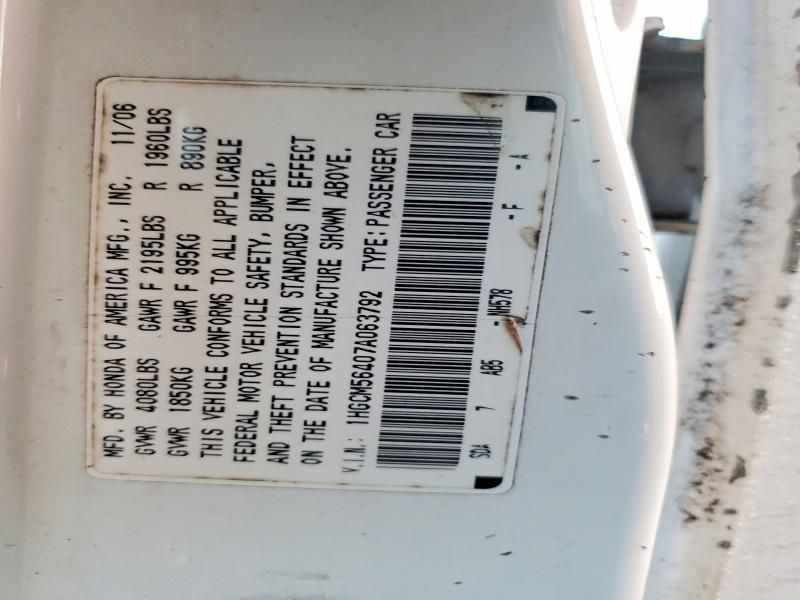 MFD. BY HONDA OF AMERICA MFG., INC. 11/06
GVWR 4080LBS GAWR F 2195LBS R 1960LBS
GVWR 1850KG GAWR F 995KG R 890KG
THIS VEHICLE CONFORMS TO ALL APPLICABLE
FEDERAL MOTOR VEHICLE SAFETY, BUMPER,
AND THEFT PREVENTION STANDARDS IN EFFECT
ON THE DATE OF MANUFACTURE SHOWN ABOVE.
V.I.N.: 1HGCM56407A063792 TYPE: PASSENGER CAR
SDA 7 AB5 -NH578 -F -A